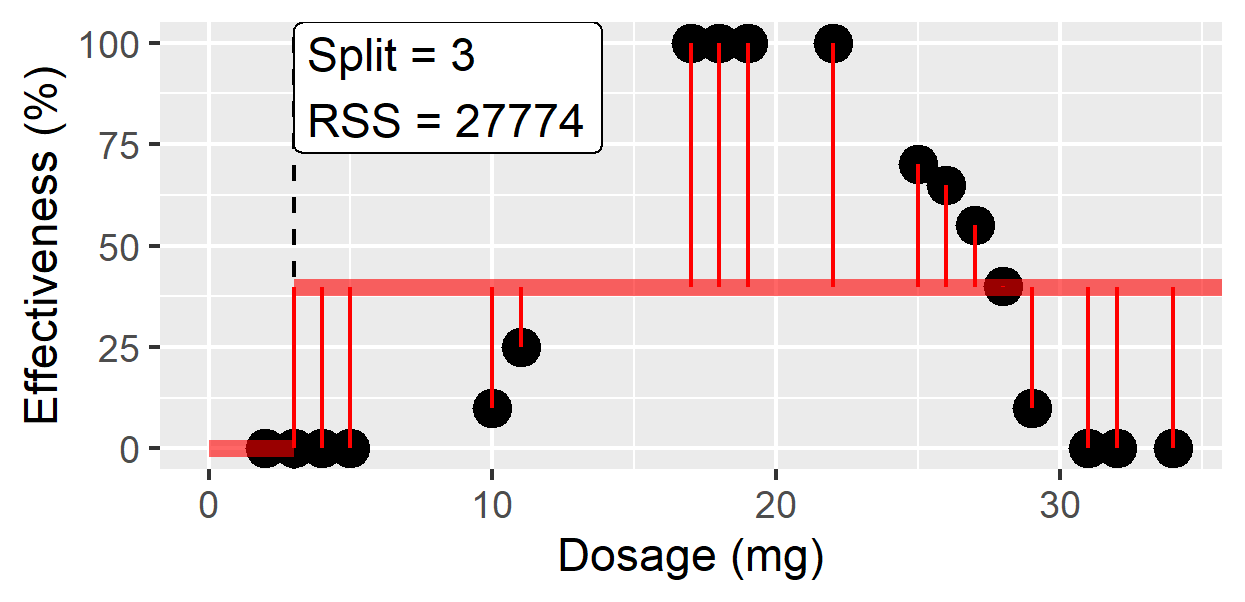 Split = 3
RSS = 27774
100
75
50
25
0
0 10 20 30
Dosage (mg)
Effectiveness (%)